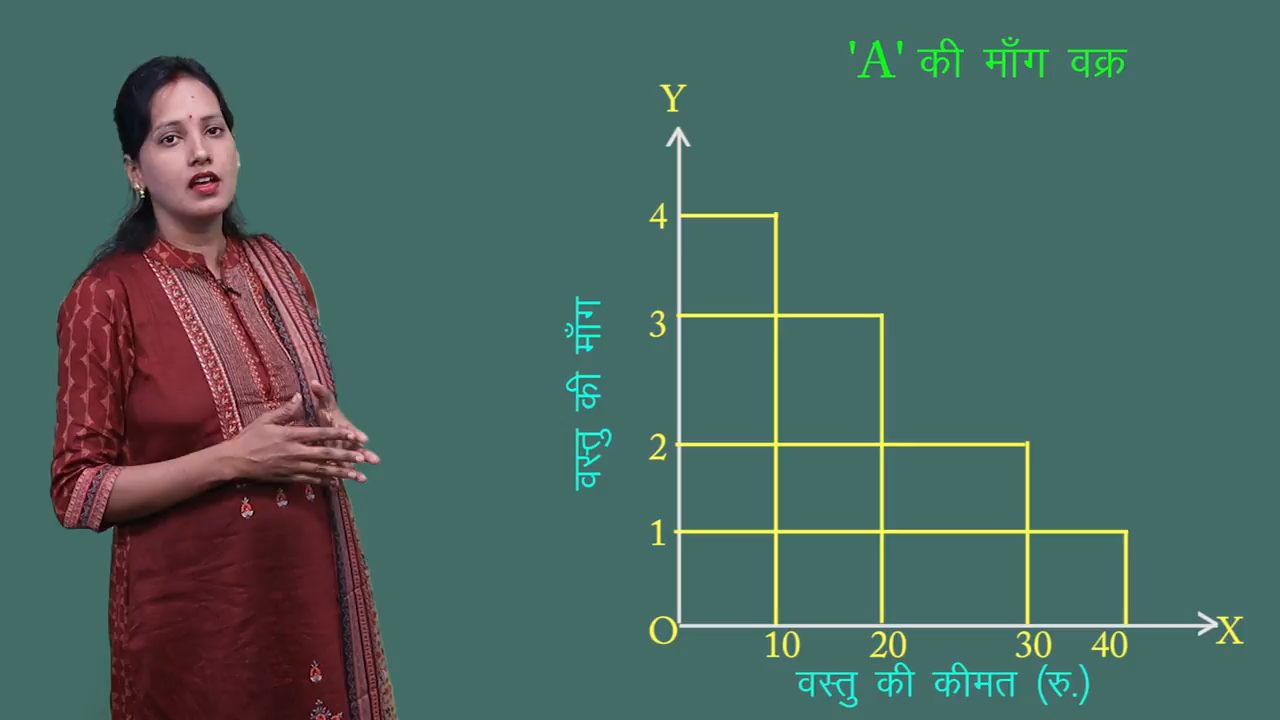 'A' की माँग वक्र
Y
4
3
2
1
O
वस्तु की माँग
10 20 30 40
X
वस्तु की कीमत (रु.)